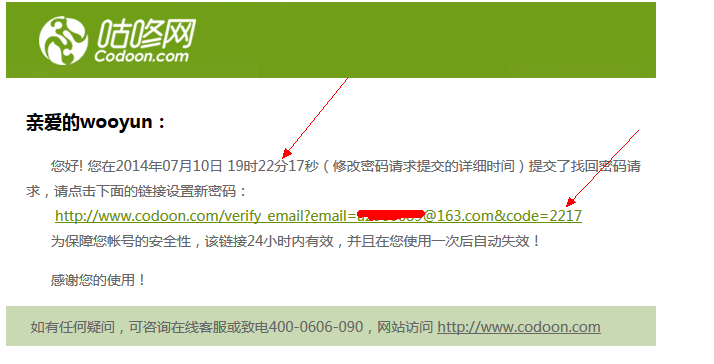 咕咚网
Codoon.com
亲爱的wooyun：
您好! 您在2014年07月10日 19时22分17秒（修改密码请求提交的详细时间）提交了找回密码请
求，请点击下面的链接设置新密码：
http://www.codoon.com/verify_email?email=@163.com&code=2217
为保障您帐号的安全性，该链接24小时内有效，并且在您使用一次后自动失效！
感谢您的使用！
如有任何疑问，可咨询在线客服或致电400-0606-090，网站访问 http://www.codoon.com